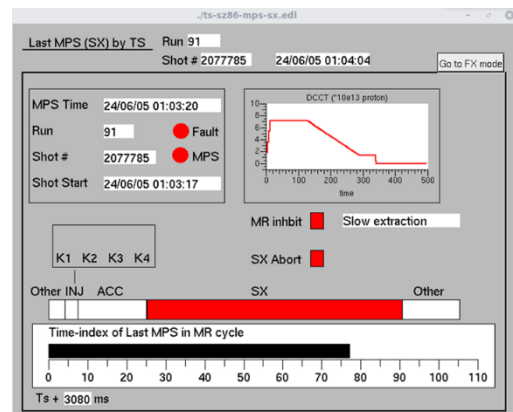 ./ts-sz86-mps-sx.edl
Last MPS (SX) by TS Run 91
Shot # 2077785 24/06/05 01:04:04
Go to FX mode
MPS Time 24/06/05 01:03:20
Run 91 Fault
Shot # 2077785 MPS
Shot Start 24/06/05 01:03:17
DCCT (*10e13 proton)
10
8
6
4
2
0
0 100 200 300 400 500
time
MR inhbit Slow extraction
SX Abort
K1 K2 K3 K4
Other INJ ACC SX Other
Time-index of Last MPS in MR cycle
0 10 20 30 40 50 60 70 80 90 100 110
Ts + 3080 ms